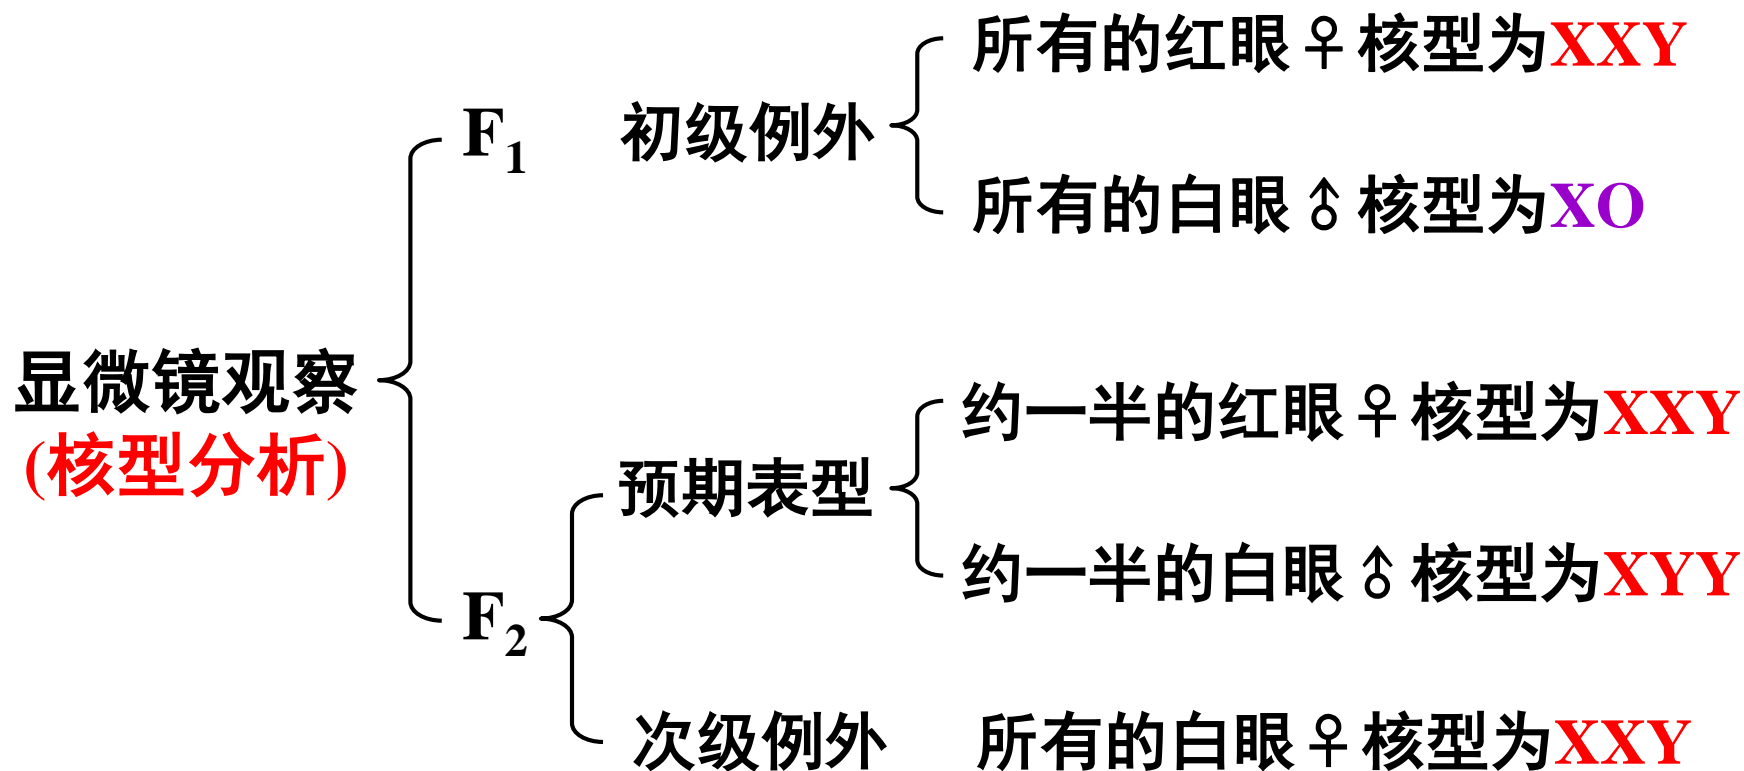 显微镜观察
(核型分析)
F₁
初级例外
所有的红眼♀核型为XXY
所有的白眼♂核型为XO
F₂
预期表型
约一半的红眼♀核型为XXY
约一半的白眼♂核型为XYY
次级例外
所有的白眼♀核型为XXY